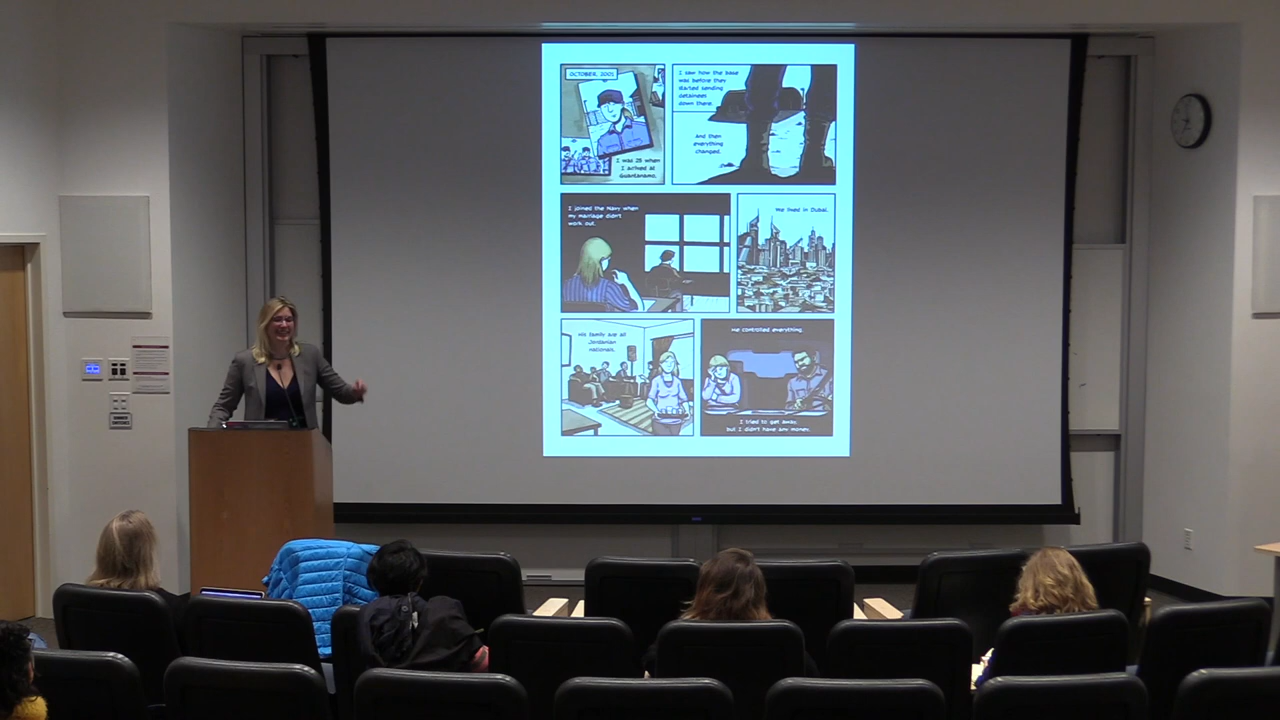 OCTOBER, 2001
I was 25 when
I arrived at
Guantanamo.
I saw how the base
was before they
started sending
detainees
down there.
And then
everything
changed.
I joined the Navy when
my marriage didn't
work out.
We lived in Dubai.
His family are all
Jordanian
nationals.
He controlled everything.
I tried to get away
but I didn't have any money.